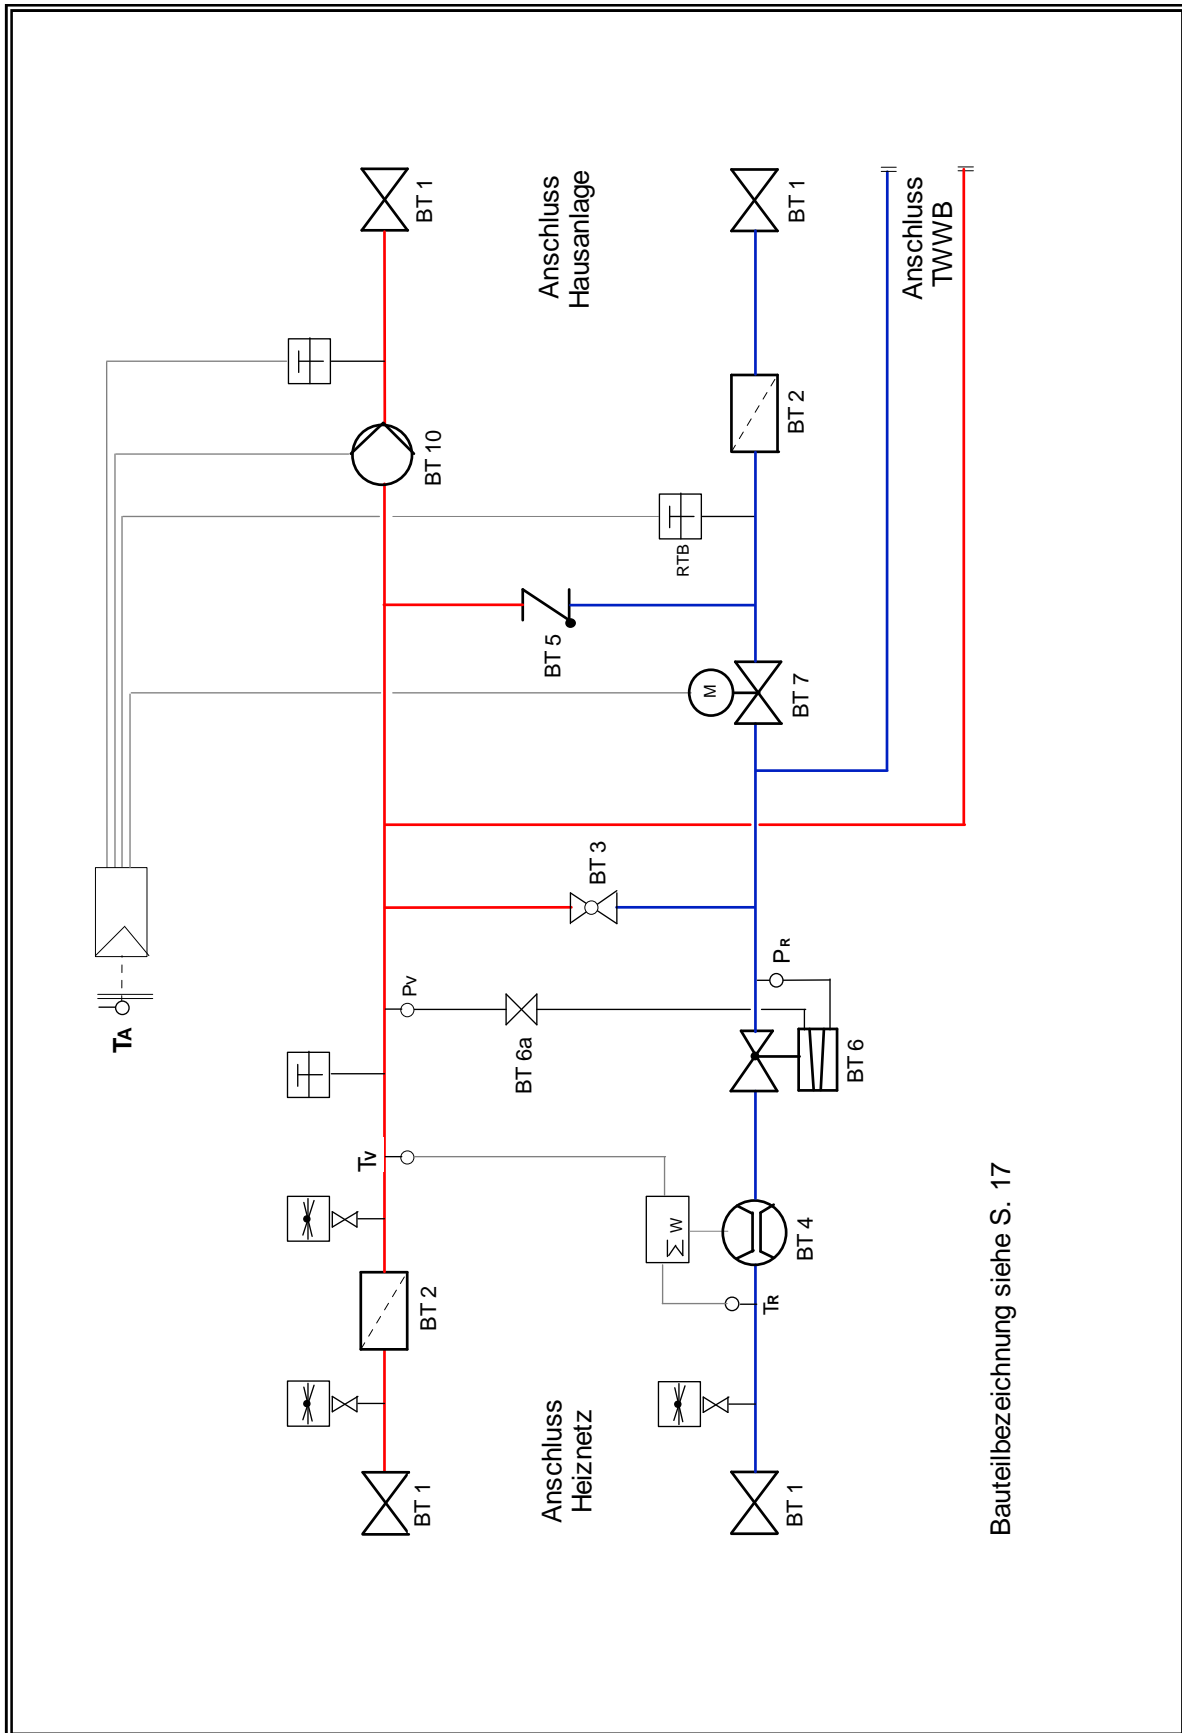 TA
BT 1
BT 2
TV
PV
BT 10
BT 1
BT 6a
BT 3
BT 5
RTB
Anschluss
Heiznetz
Anschluss
Hausanlage
Σ W
M
TR
PR
BT 1
BT 4
BT 6
BT 7
BT 2
BT 1
Anschluss
TWWB
Bauteilbezeichnung siehe S. 17